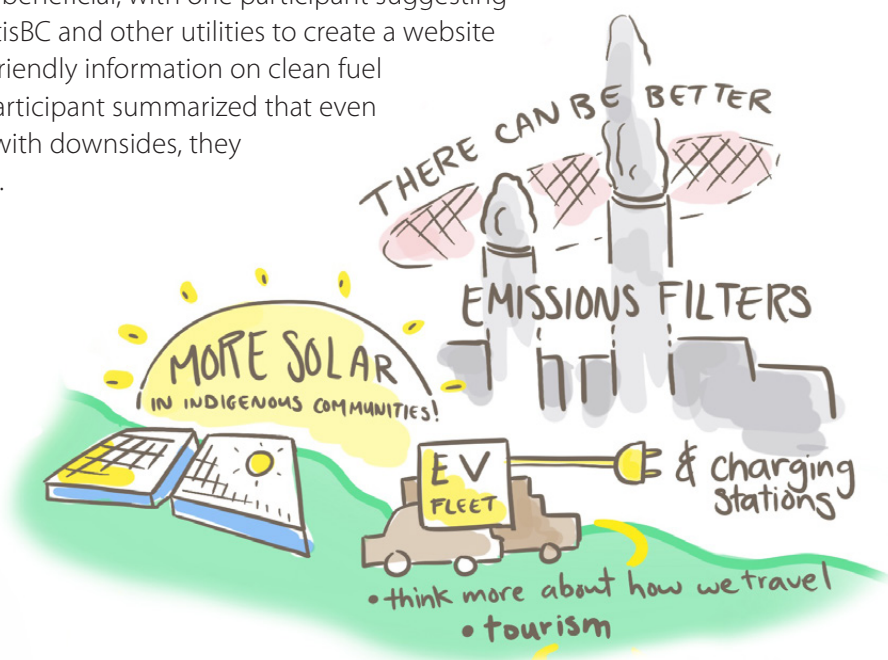 beneficial, with one participant suggesting
tisBC and other utilities to create a website
riendly information on clean fuel
articipant summarized that even
with downsides, they
.
THERE CAN BE BETTER
EMISSIONS FILTERS
MORE SOLAR
IN INDIGENOUS COMMUNITIES!
EV
FLEET
& charging
stations
• think more about how we travel
• tourism